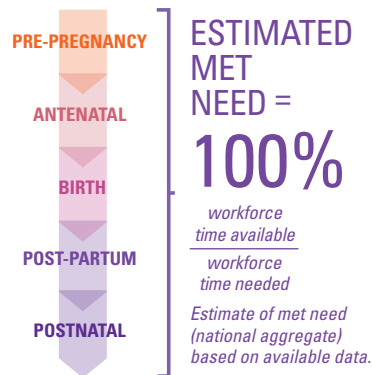 PRE-PREGNANCY
ANTENATAL
BIRTH
POST-PARTUM
POSTNATAL
ESTIMATED
MET
NEED =
100%
workforce
time available
workforce
time needed
Estimate of met need
(national aggregate)
based on available data.